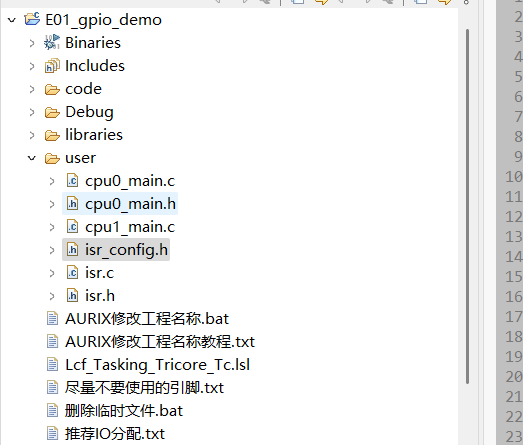 E01_gpio_demo
Binaries
Includes
code
Debug
libraries
user
cpu0_main.c
cpu0_main.h
cpu1_main.c
isr_config.h
isr.c
isr.h
AURIX修改工程名称.bat
AURIX修改工程名称教程.txt
Lcf_Tasking_Tricore_Tc.lsl
尽量不要使用的引脚.txt
删除临时文件.bat
推荐IO分配.txt
2
3
4
5
6
7
8
9
10
11
12
13
14
15
16
17
18
19
20
21
22
23